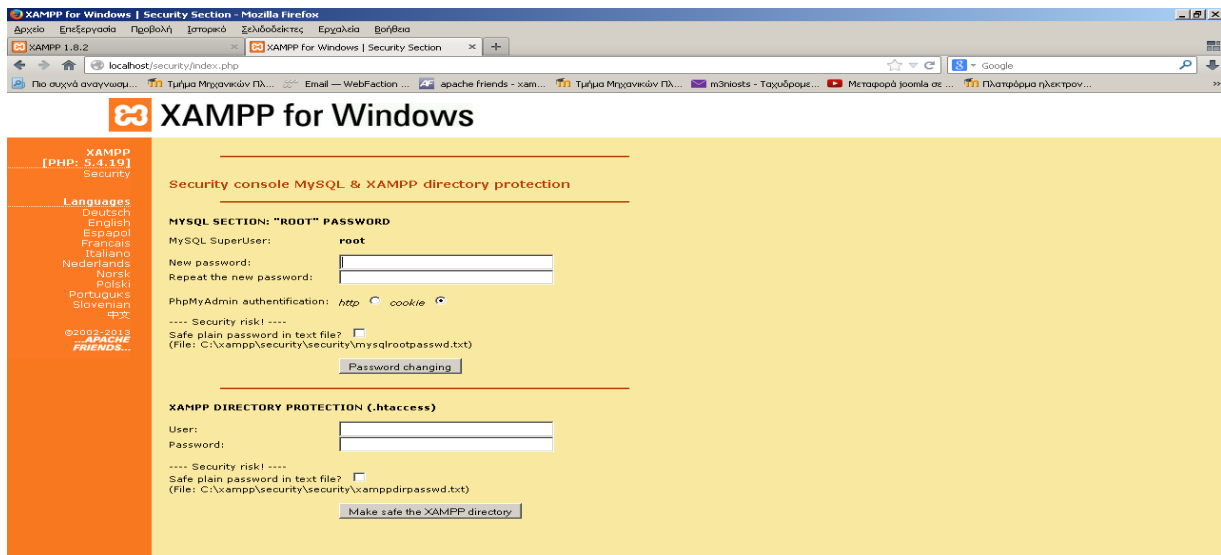 XAMPP for Windows | Security Section - Mozilla Firefox
Αρχείο Επεξεργασία Προβολή Ιστορικό Σελιδοδείκτες Εργαλεία Βοήθεια
XAMPP 1.8.2 XAMPP for Windows | Security Section
localhost/security/index.php Google
Πιο συχνά αναγνωσμ... Τμήμα Μηχανικών Πλ... Email — WebFaction ... apache friends - xam... Τμήμα Μηχανικών Πλ... m3niosts - Ταχυδρομε... Μεταφορά joomla σε ... Πλατφόρμα ηλεκτρον...
XAMPP for Windows
XAMPP
[PHP: 5.4.19]
Security
Languages
Deutsch
English
Espanol
Francais
Italiano
Nederlands
Norsk
Polski
Portugues
Slovenian
中文
©2002-2013
...APACHE
FRIENDS...
Security console MySQL & XAMPP directory protection
MYSQL SECTION: "ROOT" PASSWORD
MySQL SuperUser: root
New password:
Repeat the new password:
PhpMyAdmin authentification: http cookie
---- Security risk! ----
Safe plain password in text file?
(File: C:\xampp\security\security\mysqlrootpasswd.txt)
Password changing
XAMPP DIRECTORY PROTECTION (.htaccess)
User:
Password:
---- Security risk! ----
Safe plain password in text file?
(File: C:\xampp\security\security\xamppdirpasswd.txt)
Make safe the XAMPP directory